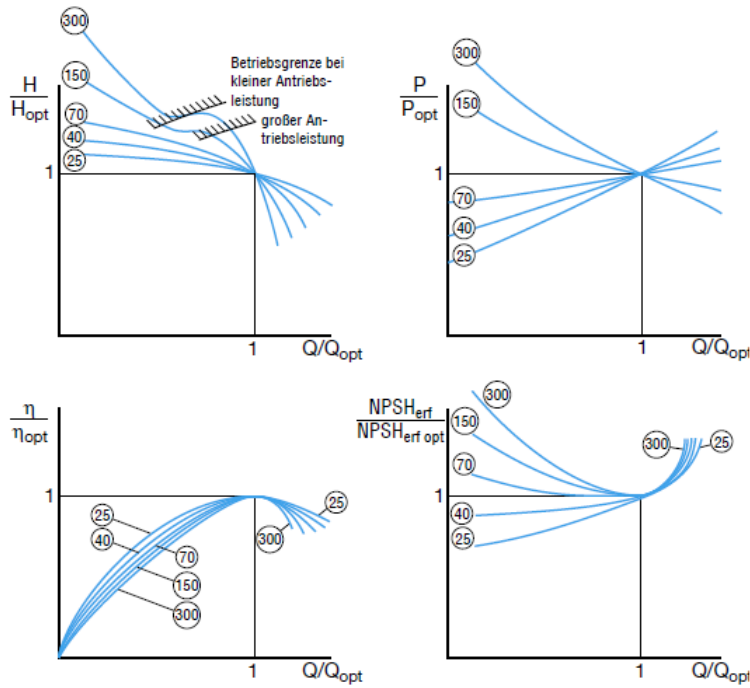 H
H_opt
300
150
70
40
25
1
Betriebsgrenze bei
kleiner Antriebs-
leistung
großer An-
triebsleistung
1
Q/Q_opt
P
P_opt
300
150
1
70
40
25
1
Q/Q_opt
η
η_opt
1
25
40
70
150
300
300
25
1
Q/Q_opt
NPSH_erf
NPSH_erf opt
300
150
70
1
40
25
300
25
1
Q/Q_opt